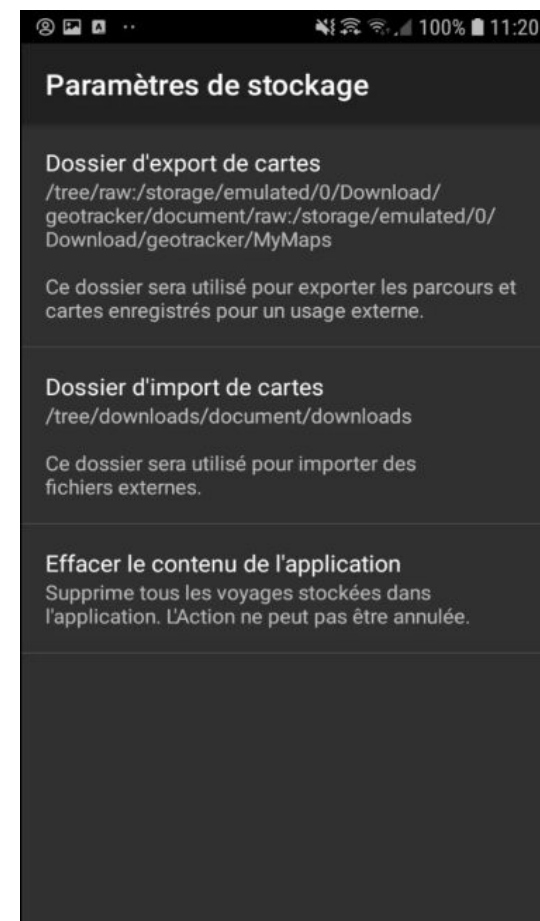 100% 11:20
Paramètres de stockage
Dossier d'export de cartes
/tree/raw:/storage/emulated/0/Download/
geotracker/document/raw:/storage/emulated/0/
Download/geotracker/MyMaps
Ce dossier sera utilisé pour exporter les parcours et
cartes enregistrés pour un usage externe.
Dossier d'import de cartes
/tree/downloads/document/downloads
Ce dossier sera utilisé pour importer des
fichiers externes.
Effacer le contenu de l'application
Supprime tous les voyages stockées dans
l'application. L'Action ne peut pas être annulée.